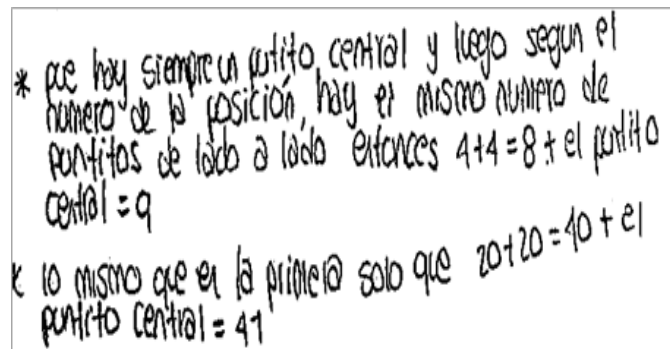 * que hay siempre un putito central y luego segun el
numero de la posición, hay el mismo numero de
puntitos de lado a lado entonces 4+4=8 + el puntito
central = 9
* lo mismo que en la primera solo que 20+20=40 + el
puntito central = 41